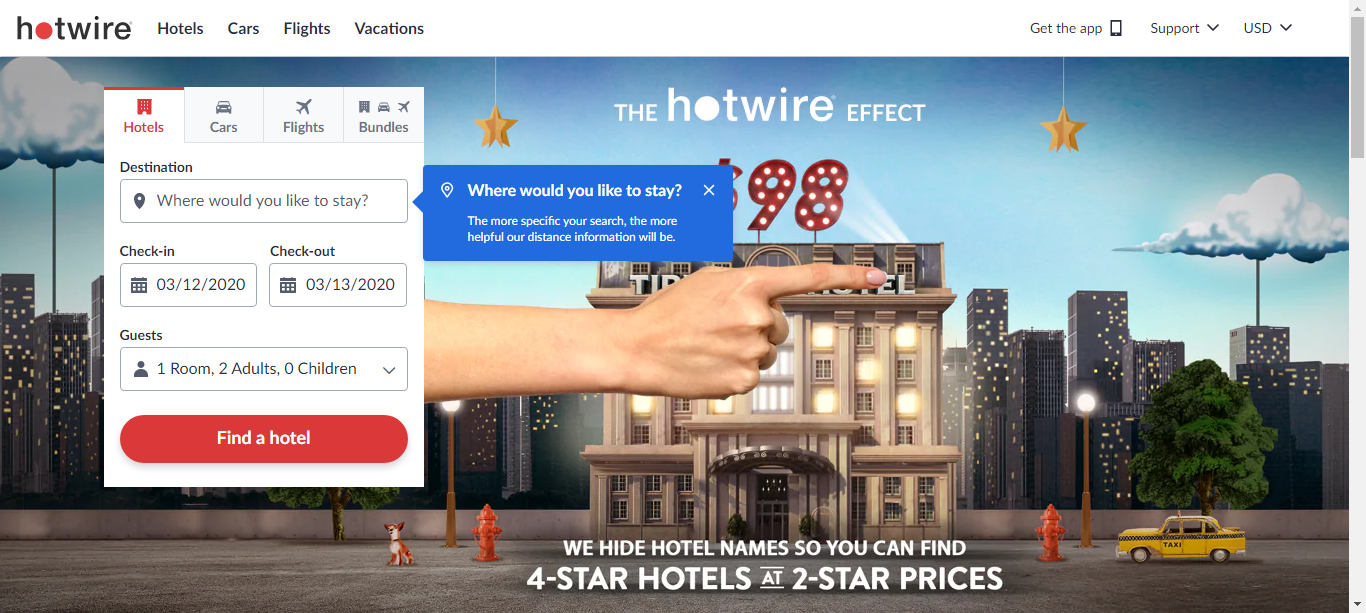 hotwire
Hotels Cars Flights Vacations
Get the app Support USD
Hotels Cars Flights Bundles
Destination
Where would you like to stay?
Check-in Check-out
03/12/2020 03/13/2020
Guests
1 Room, 2 Adults, 0 Children
Find a hotel
Where would you like to stay?
The more specific your search, the more
helpful our distance information will be.
THE hotwire EFFECT
98
WE HIDE HOTEL NAMES SO YOU CAN FIND
4-STAR HOTELS AT 2-STAR PRICES
TAXI